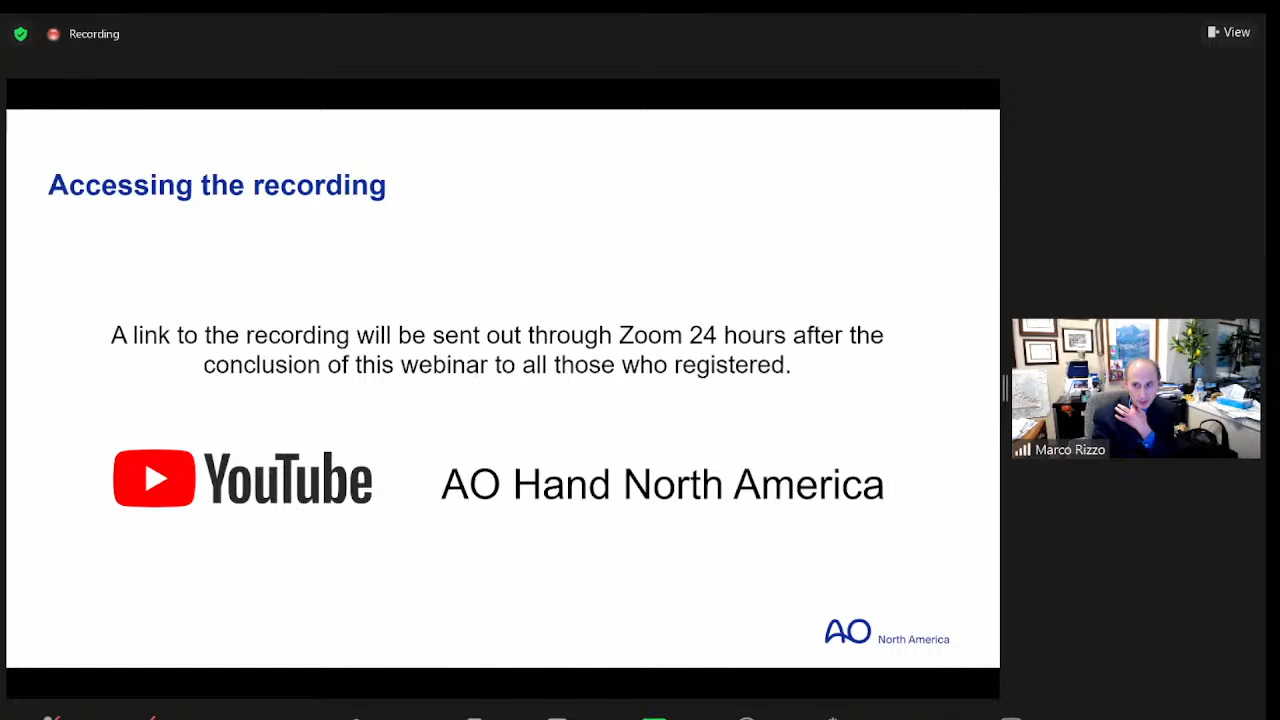 Recording
View
Accessing the recording
A link to the recording will be sent out through Zoom 24 hours after the
conclusion of this webinar to all those who registered.
YouTube
AO Hand North America
Marco Rizzo
AO North America